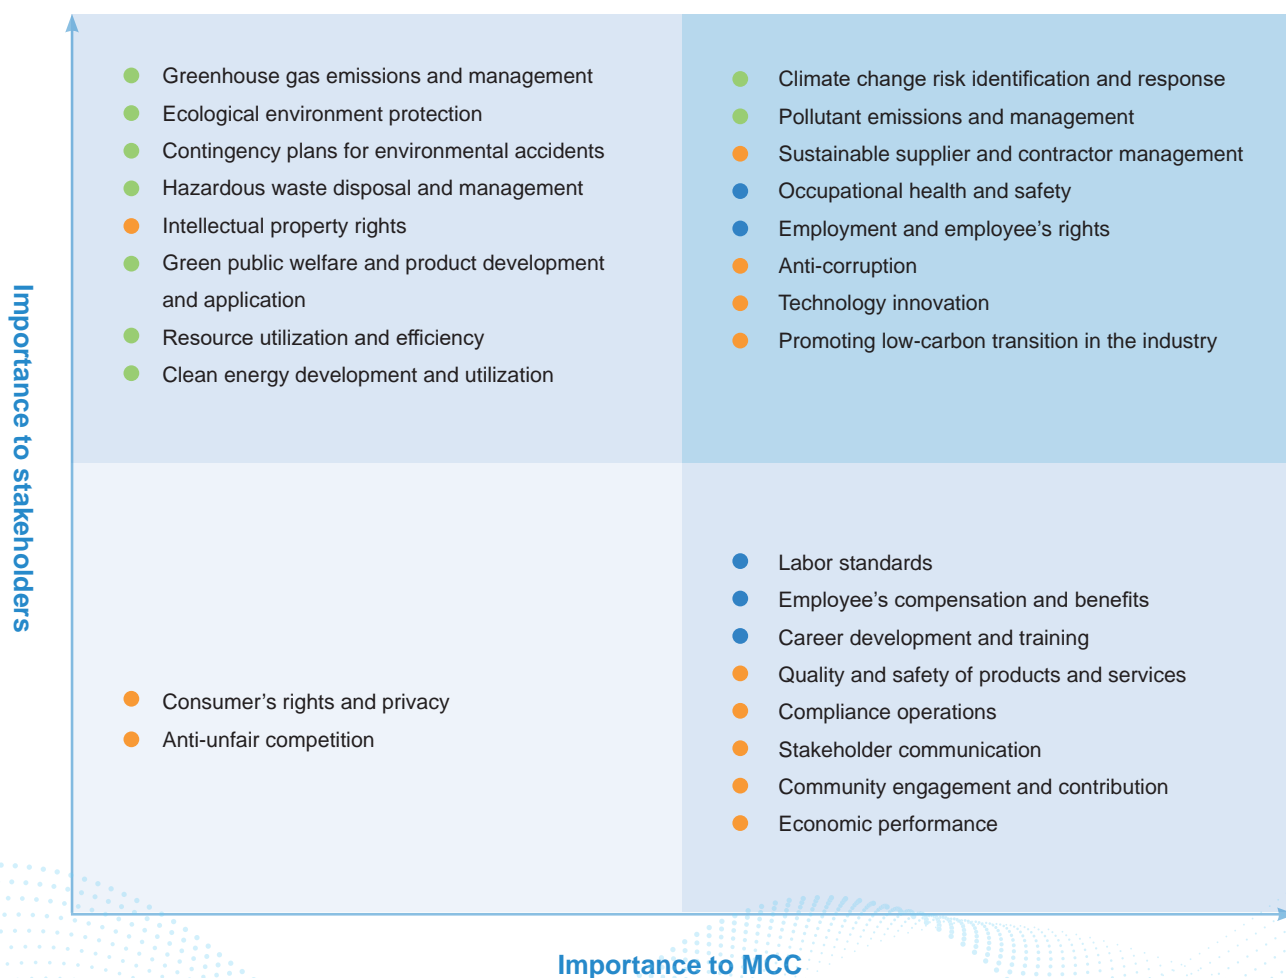 Importance to stakeholders
Greenhouse gas emissions and management
Ecological environment protection
Contingency plans for environmental accidents
Hazardous waste disposal and management
Intellectual property rights
Green public welfare and product development
and application
Resource utilization and efficiency
Clean energy development and utilization
Climate change risk identification and response
Pollutant emissions and management
Sustainable supplier and contractor management
Occupational health and safety
Employment and employee’s rights
Anti-corruption
Technology innovation
Promoting low-carbon transition in the industry
Consumer’s rights and privacy
Anti-unfair competition
Labor standards
Employee’s compensation and benefits
Career development and training
Quality and safety of products and services
Compliance operations
Stakeholder communication
Community engagement and contribution
Economic performance
Importance to MCC